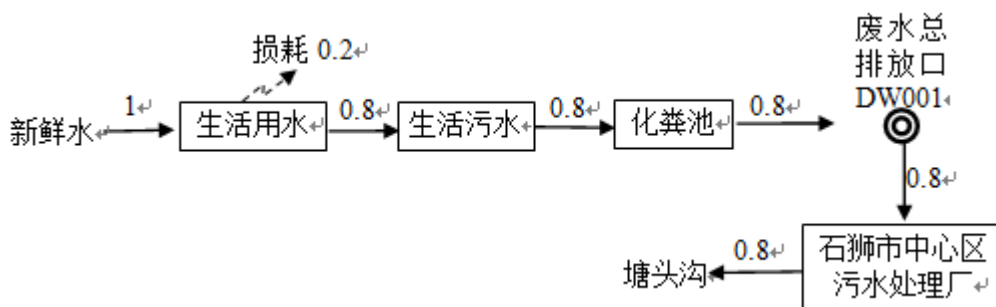 损耗 0.2
废水总
排放口
DW001
新鲜水
1
生活用水
0.8
生活污水
0.8
化粪池
0.8
0.8
石狮市中心区
污水处理厂
0.8
塘头沟